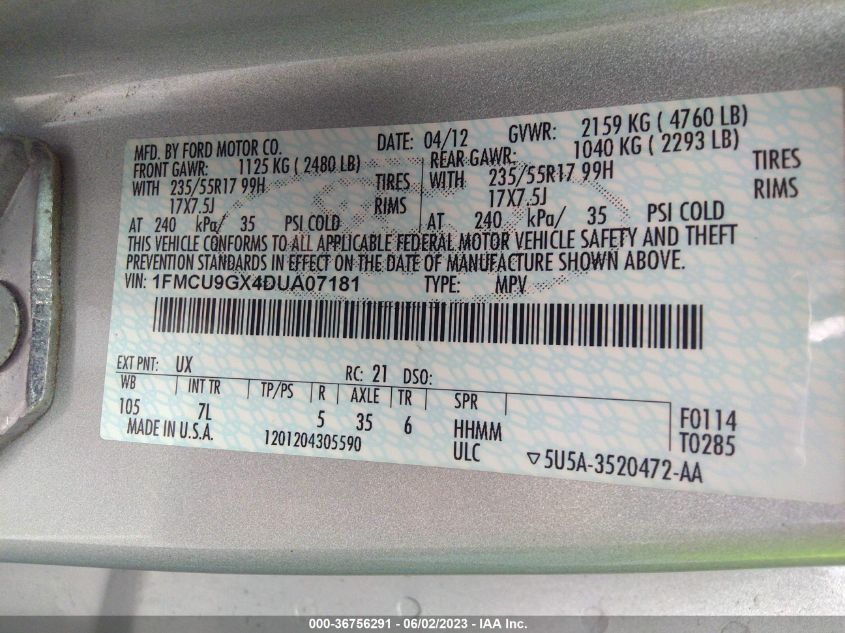 MFD. BY FORD MOTOR CO. DATE: 04/12 GVWR: 2159 KG ( 4760 LB)
FRONT GAWR: 1125 KG ( 2480 LB) REAR GAWR: 1040 KG ( 2293 LB)
WITH 235/55R17 99H TIRES WITH 235/55R17 99H TIRES
17X7.5J RIMS 17X7.5J RIMS
AT 240 kPa/ 35 PSI COLD AT 240 kPa/ 35 PSI COLD
THIS VEHICLE CONFORMS TO ALL APPLICABLE FEDERAL MOTOR VEHICLE SAFETY AND THEFT
PREVENTION STANDARDS IN EFFECT ON THE DATE OF MANUFACTURE SHOWN ABOVE.
VIN: 1FMCU9GX4DUA07181 TYPE: MPV
EXT PNT: UX RC: 21 DSO:
WB INT TR TP/PS R AXLE TR SPR
105 7L 5 35 6 HHMM F0114
MADE IN U.S.A. 1201204305590 ULC T0285
▽5U5A-3520472-AA
000-36756291 - 06/02/2023 - IAA Inc.